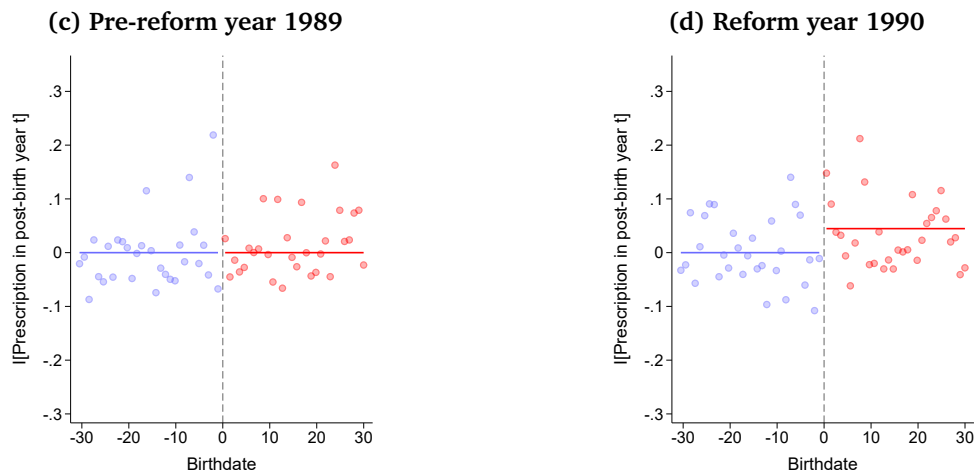 (c) Pre-reform year 1989
(d) Reform year 1990
I[Prescription in post-birth year t]
.3
.2
.1
0
-.1
-.2
-.3
-30 -20 -10 0 10 20 30
Birthdate
I[Prescription in post-birth year t]
.3
.2
.1
0
-.1
-.2
-.3
-30 -20 -10 0 10 20 30
Birthdate